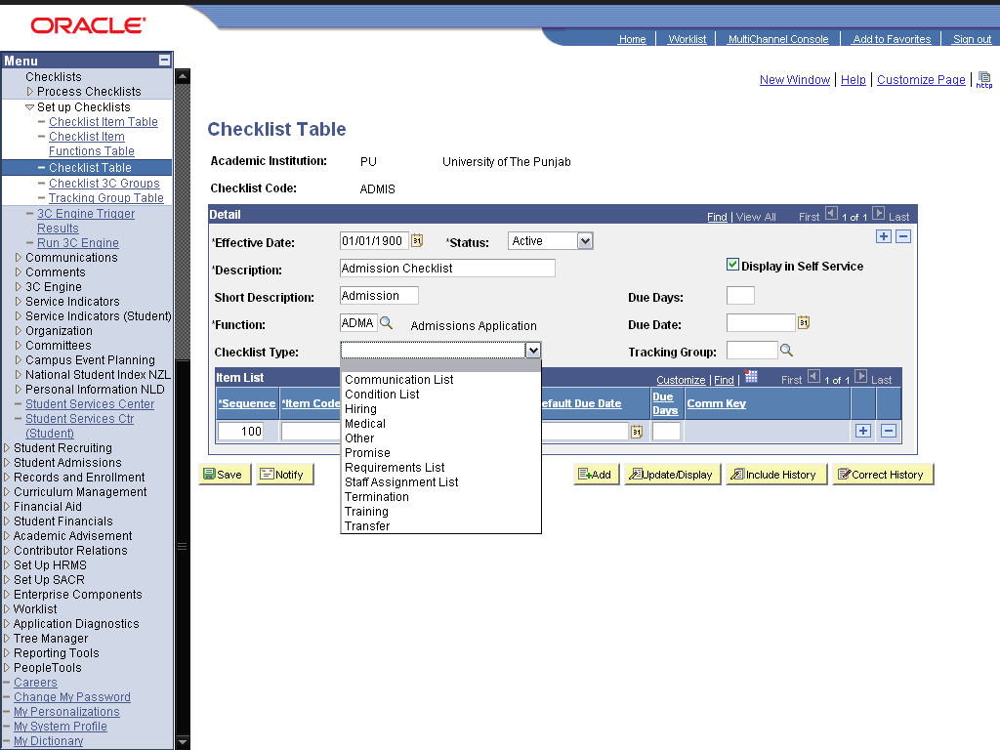 ORACLE®
Home
Worklist
MultiChannel Console
Add to Favorites
Sign out
Menu
Checklists
Process Checklists
Set up Checklists
Checklist Item Table
Checklist Item
Functions Table
Checklist Table
Checklist 3C Groups
Tracking Group Table
3C Engine Trigger
Results
Run 3C Engine
Communications
Comments
3C Engine
Service Indicators
Service Indicators (Student)
Organization
Committees
Campus Event Planning
National Student Index NZL
Personal Information NLD
Student Services Center
Student Services Ctr
(Student)
Student Recruiting
Student Admissions
Records and Enrollment
Curriculum Management
Financial Aid
Student Financials
Academic Advisement
Contributor Relations
Set Up HRMS
Set Up SACR
Enterprise Components
Worklist
Application Diagnostics
Tree Manager
Reporting Tools
PeopleTools
Careers
Change My Password
My Personalizations
My System Profile
My Dictionary
New Window | Help | Customize Page | http
Checklist Table
Academic Institution: PU University of The Punjab
Checklist Code: ADMIS
Detail Find | View All First 1 of 1 Last
*Effective Date: 01/01/1900 31 *Status: Active
*Description: Admission Checklist Display in Self Service
Short Description: Admission Due Days:
*Function: ADMA Admissions Application Due Date: 31
Checklist Type: Tracking Group:
Item List Customize | Find | First 1 of 1 Last
*Sequence *Item Code efault Due Date Due Days Comm Key
100 31
Communication List
Condition List
Hiring
Medical
Other
Promise
Requirements List
Staff Assignment List
Termination
Training
Transfer
Save Notify Add Update/Display Include History Correct History